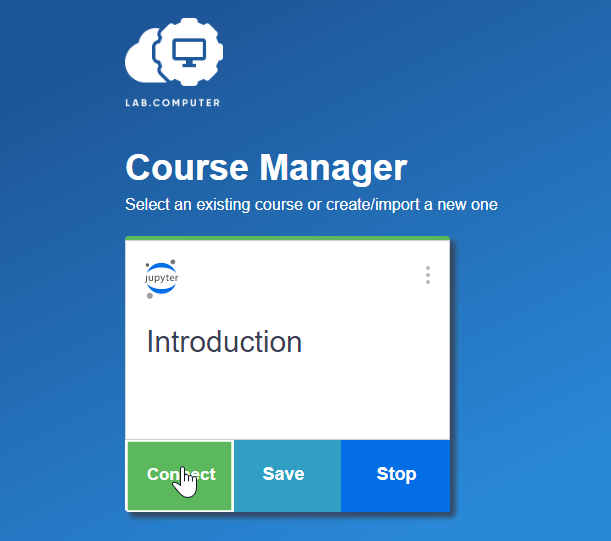 LAB.COMPUTER
Course Manager
Select an existing course or create/import a new one
jupyter
Introduction
Connect
Save
Stop